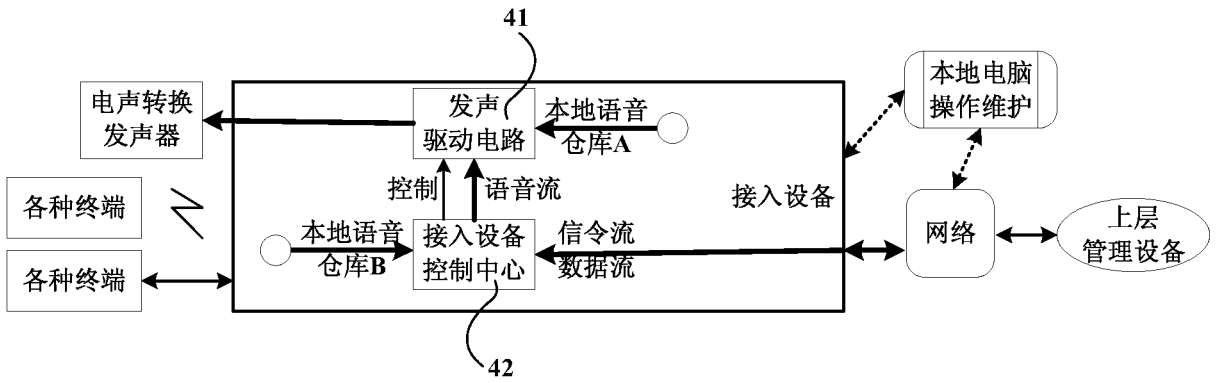 41
电声转换
发声器
发声
驱动电路
本地语音
仓库A
本地电脑
操作维护
控制
语音流
接入设备
各种终端
各种终端
本地语音
仓库B
接入设备
控制中心
信令流
数据流
网络
上层
管理设备
42